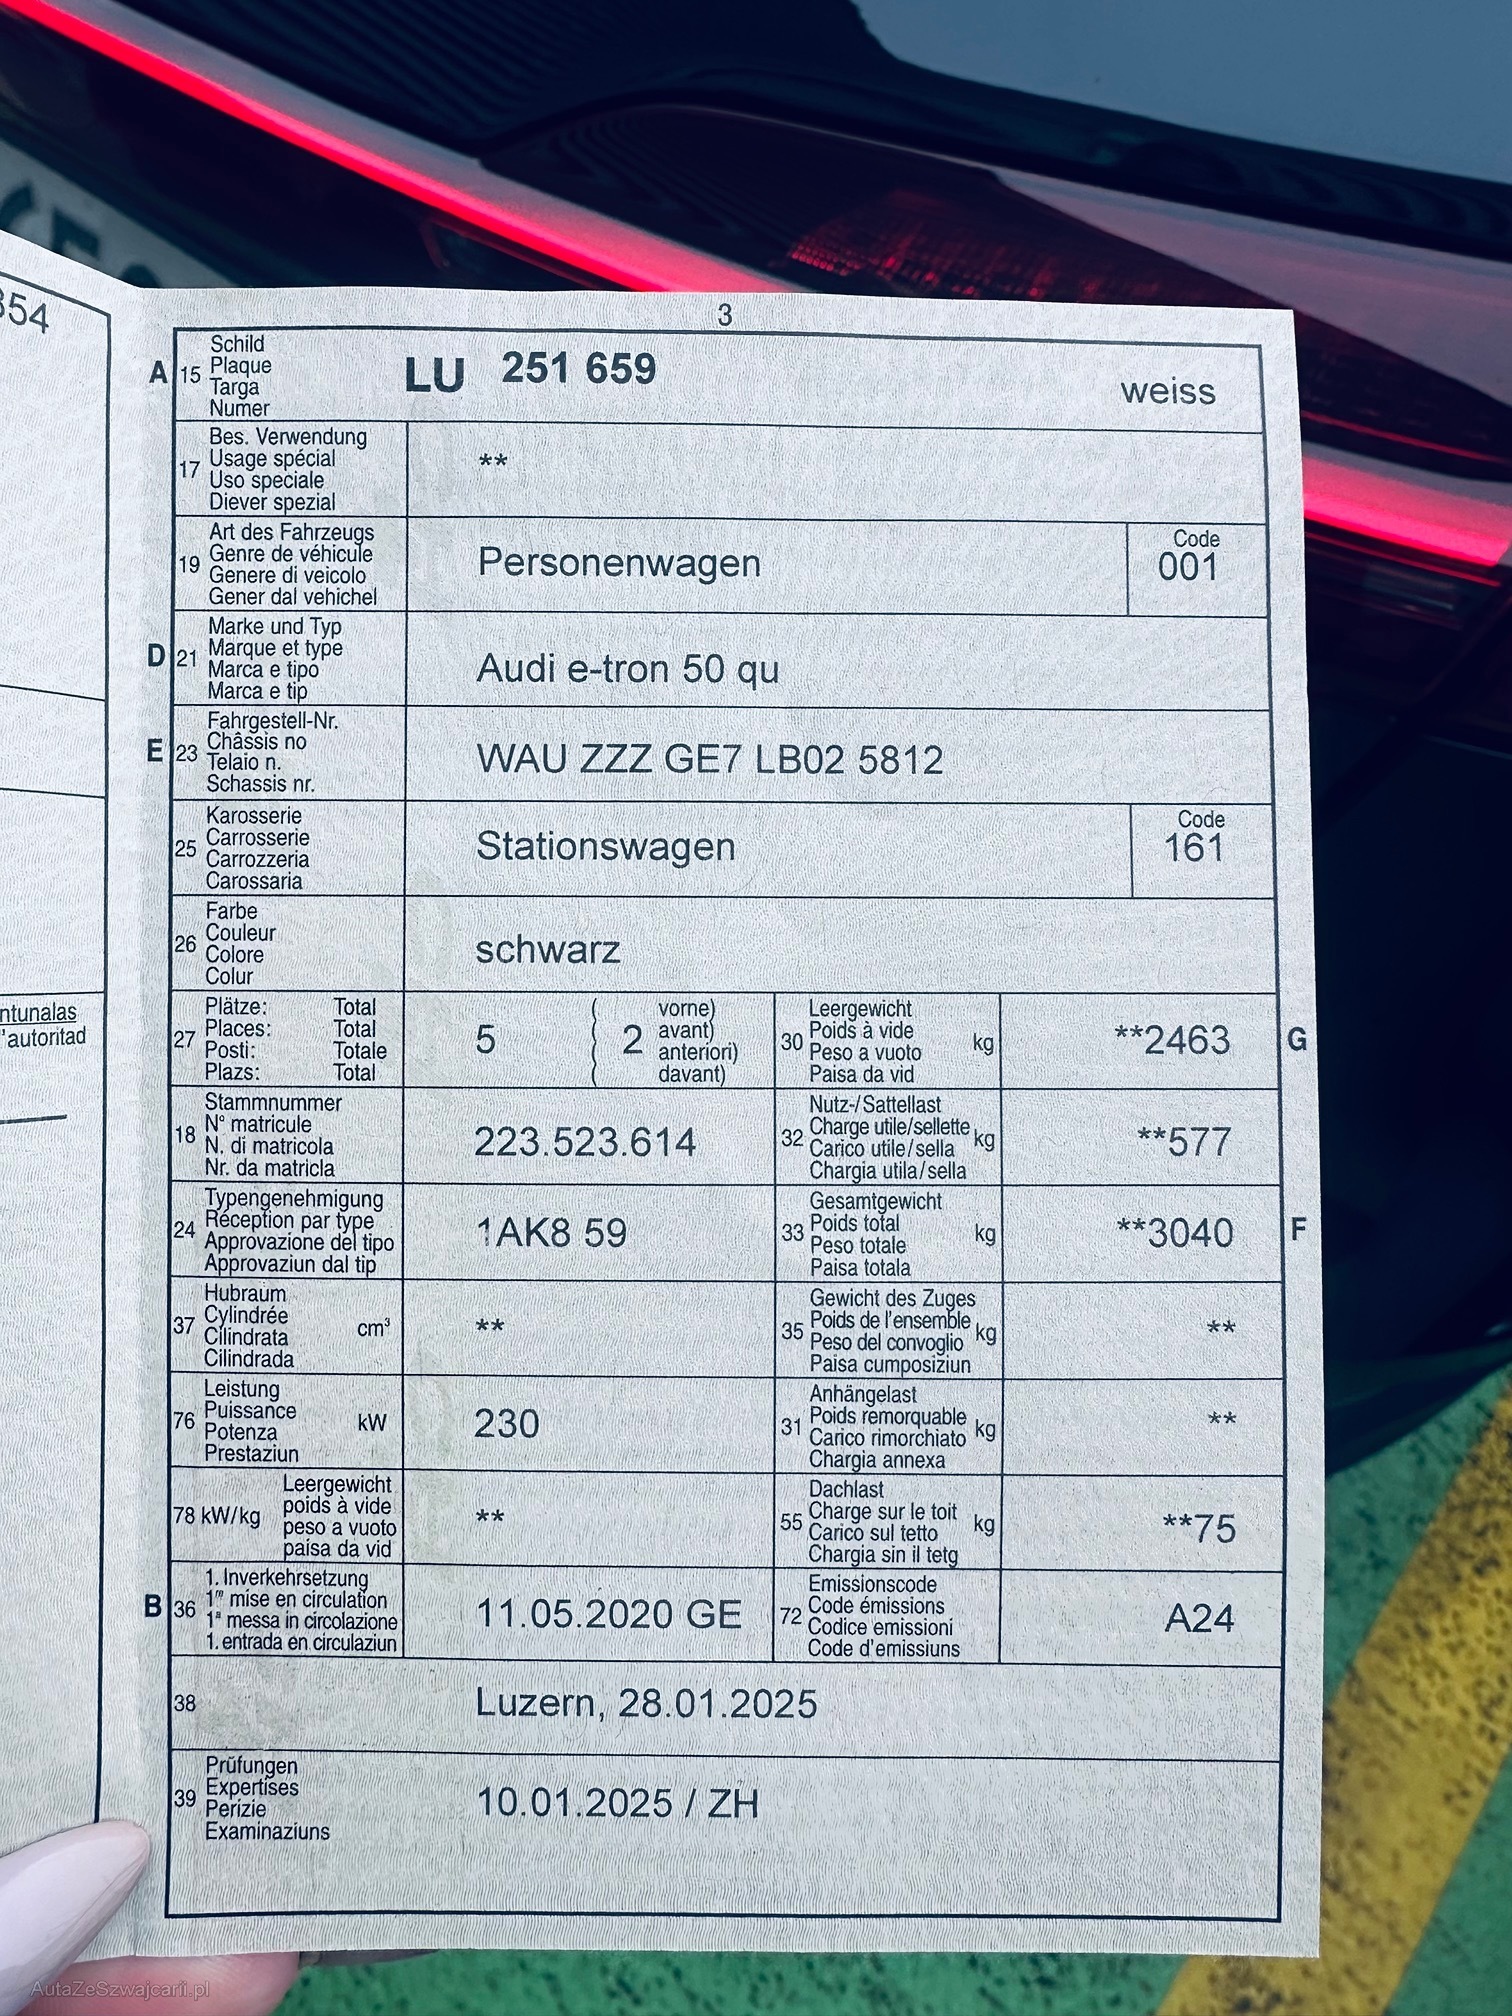 354
ntunalas
'autoritad
3
A 15 Schild
Plaque
Targa
Numer
LU 251 659 weiss
17 Bes. Verwendung
Usage spécial
Uso speciale
Diever spezial
**
19 Art des Fahrzeugs
Genre de véhicule
Genere di veicolo
Gener dal vehichel
Personenwagen
Code
001
D 21 Marke und Typ
Marque et type
Marca e tipo
Marca e tip
Audi e-tron 50 qu
E 23 Fahrgestell-Nr.
Châssis no
Telaio n.
Schassis nr.
WAU ZZZ GE7 LB02 5812
25 Karosserie
Carrosserie
Carrozzeria
Carossaria
Stationswagen
Code
161
26 Farbe
Couleur
Colore
Colur
schwarz
27 Plätze: Total
Places: Total
Posti: Totale
Plazs: Total
5 ( 2 vorne)
( avant)
( anteriori)
( davant)
30 Leergewicht
Poids à vide kg
Peso a vuoto
Paisa da vid
**2463 G
18 Stammnummer
N° matricule
N. di matricola
Nr. da matricla
223.523.614
32 Nutz-/Sattellast
Charge utile/sellette kg
Carico utile/sella
Chargia utila/sella
**577
24 Typengenehmigung
Réception par type
Approvazione del tipo
Approvaziun dal tip
1AK8 59
33 Gesamtgewicht
Poids total kg
Peso totale
Paisa totala
**3040 F
37 Hubraum
Cylindrée cm³
Cilindrata
Cilindrada
**
35 Gewicht des Zuges
Poids de l'ensemble kg
Peso del convoglio
Paisa cumposiziun
**
76 Leistung
Puissance kW
Potenza
Prestaziun
230
31 Anhängelast
Poids remorquable kg
Carico rimorchiato
Chargia annexa
**
78 kW/kg Leergewicht
poids à vide
peso a vuoto
paisa da vid
**
55 Dachlast
Charge sur le toit kg
Carico sul tetto
Chargia sin il tetg
**75
B 36 1. Inverkehrsetzung
1re mise en circulation
1a messa in circolazione
1. entrada en circulaziun
11.05.2020 GE
72 Emissionscode
Code émissions
Codice emissioni
Code d'emissiuns
A24
38 Luzern, 28.01.2025
39 Prüfungen
Expertises
Perizie
Examinaziuns
10.01.2025 / ZH
AutaZeSzwajcarii.pl